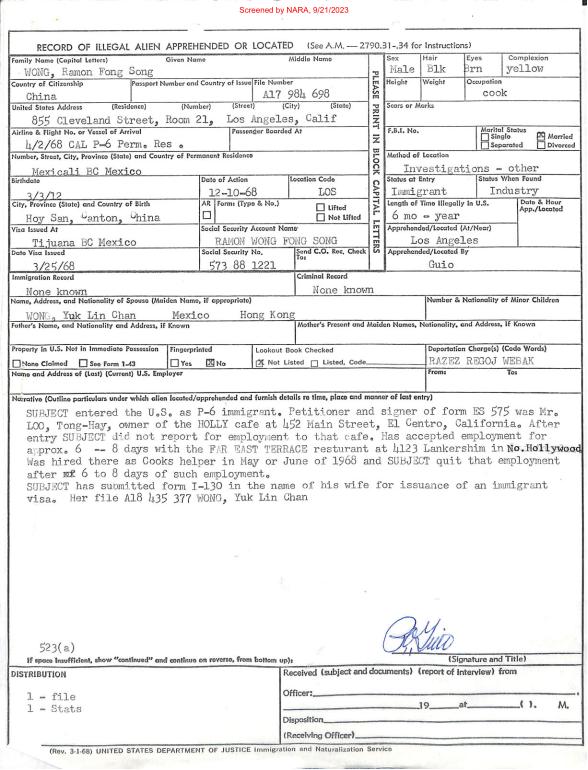 Screened by NARA, 9/21/2023
RECORD OF ILLEGAL ALIEN APPREHENDED OR LOCATED (See A.M. — 2790.31-.34 for Instructions)
Family Name (Capital Letters) Given Name Middle Name
WONG, Ramon Fong Song
Sex Hair Eyes Complexion
Male Blk Brn yellow
Country of Citizenship Passport Number and Country of Issue File Number
China A17 984 698
Height Weight Occupation
cook
United States Address (Residence) (Number) (Street) (City) (State)
855 Cleveland Street, Room 21, Los Angeles, Calif
Scars or Marks
Airline & Flight No. or Vessel of Arrival Passenger Boarded At
4/2/68 CAL P-6 Perm. Res .
F.B.I. No. Marital Status
Single Married
Separated Divorced
Number, Street, City, Province (State) and Country of Permanent Residence
Mexicali BC Mexico
Method of Location
Investigations - other
Birthdate Date of Action Location Code
3/3/12 12-10-68 LOS
Status at Entry Status When Found
Immigrant Industry
City, Province (State) and Country of Birth AR Form: (Type & No.) Lifted
Not Lifted
Hoy San, Canton, China
Length of Time Illegally in U.S. Date & Hour App./Located
6 mo - year
Visa Issued At Social Security Account Name
Tijuana BC Mexico RAMON WONG FONG SONG
Apprehended/Located (At/Near)
Los Angeles
Date Visa Issued Social Security No. Send C.O. Rec. Check To:
3/25/68 573 88 1221
Apprehended/Located By
Guio
PLEASE PRINT IN BLOCK CAPITAL LETTERS
Immigration Record Criminal Record
None known None known
Name, Address, and Nationality of Spouse (Maiden Name, if appropriate) Number & Nationality of Minor Children
WONG, Yuk Lin Chan Mexico Hong Kong
Father's Name, and Nationality and Address, if Known Mother's Present and Maiden Names, Nationality, and Address, if Known
Property in U.S. Not in Immediate Possession Fingerprinted Lookout Book Checked Deportation Charge(s) (Code Words)
None Claimed See Form 1-43 Yes No Not Listed Listed, Code RAZEZ REGOJ WEBAK
Name and Address of (Last) (Current) U.S. Employer From: To:
Narrative (Outline particulars under which alien located/apprehended and furnish details re time, place and manner of last entry)
SUBJECT entered the U.S. as P-6 immigrant. Petitioner and signer of form ES 575 was Mr.
LOO, Tong-Hay, owner of the HOLLY cafe at 452 Main Street, El Centro, California. After
entry SUBJECT did not report for employment to that cafe. Has accepted employment for
approx. 6 -- 8 days with the FAR EAST TERRACE resturant at 4123 Lankershim in No.Hollywood
Was hired there as Cooks helper in May or June of 1968 and SUBJECT quit that employment
after 6 to 8 days of such employment.
SUBJECT has submitted form I-130 in the name of his wife for issuance of an immigrant
visa. Her file A18 435 377 WONG, Yuk Lin Chan
523(a)
If space insufficient, show "continued" and continue on reverse, from bottom up: (Signature and Title)
DISTRIBUTION
1 - file
1 - Stats
Received (subject and documents) (report of interview) from
Officer:
19 at ( ). M.
Disposition
(Receiving Officer)
(Rev. 3-1-68) UNITED STATES DEPARTMENT OF JUSTICE Immigration and Naturalization Service